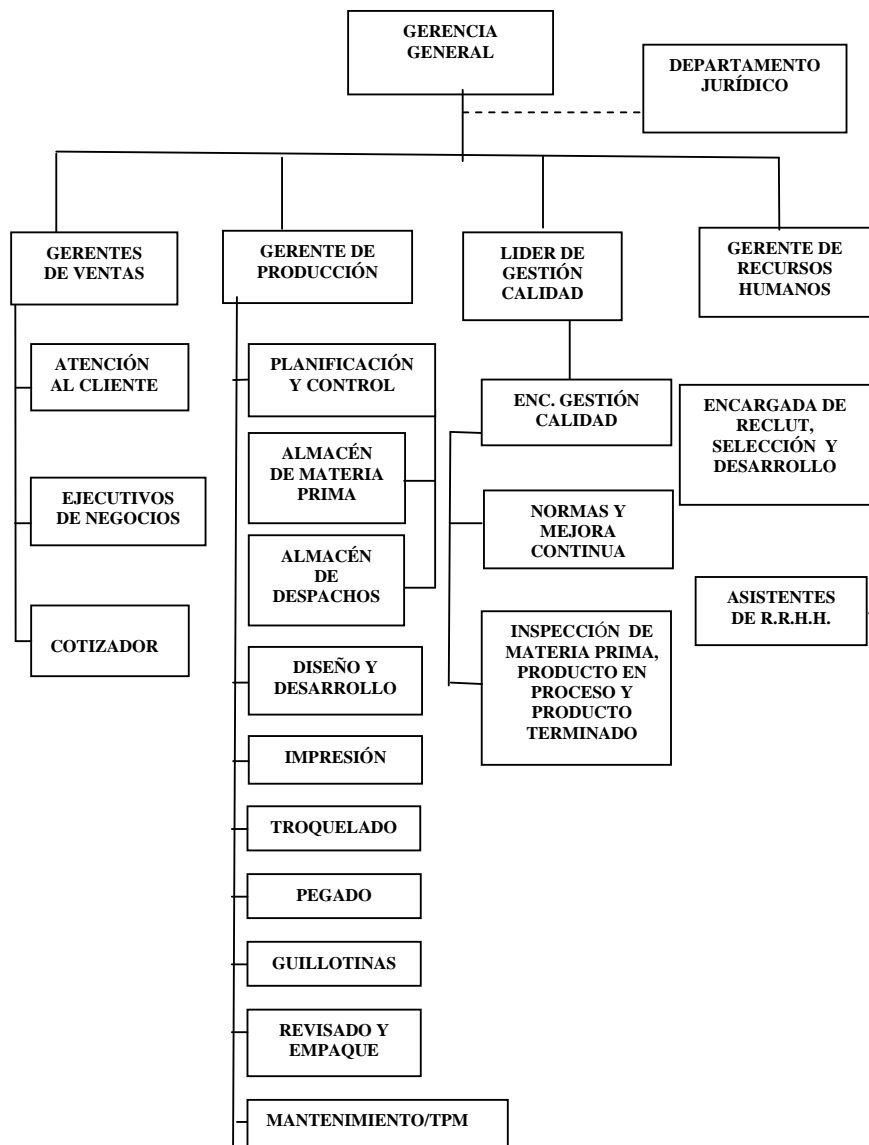 GERENCIA
GENERAL
DEPARTAMENTO
JURÍDICO
GERENTES
DE VENTAS
GERENTE DE
PRODUCCIÓN
LIDER DE
GESTIÓN
CALIDAD
GERENTE DE
RECURSOS
HUMANOS
ATENCIÓN
AL CLIENTE
EJECUTIVOS
DE NEGOCIOS
COTIZADOR
PLANIFICACIÓN
Y CONTROL
ALMACÉN
DE MATERIA
PRIMA
ALMACÉN
DE
DESPACHOS
DISEÑO Y
DESARROLLO
IMPRESIÓN
TROQUELADO
PEGADO
GUILLOTINAS
REVISADO Y
EMPAQUE
MANTENIMIENTO/TPM
ENC. GESTIÓN
CALIDAD
NORMAS Y
MEJORA
CONTINUA
INSPECCIÓN DE
MATERIA PRIMA,
PRODUCTO EN
PROCESO Y
PRODUCTO
TERMINADO
ENCARGADA DE
RECLUT,
SELECCIÓN Y
DESARROLLO
ASISTENTES
DE R.R.H.H.